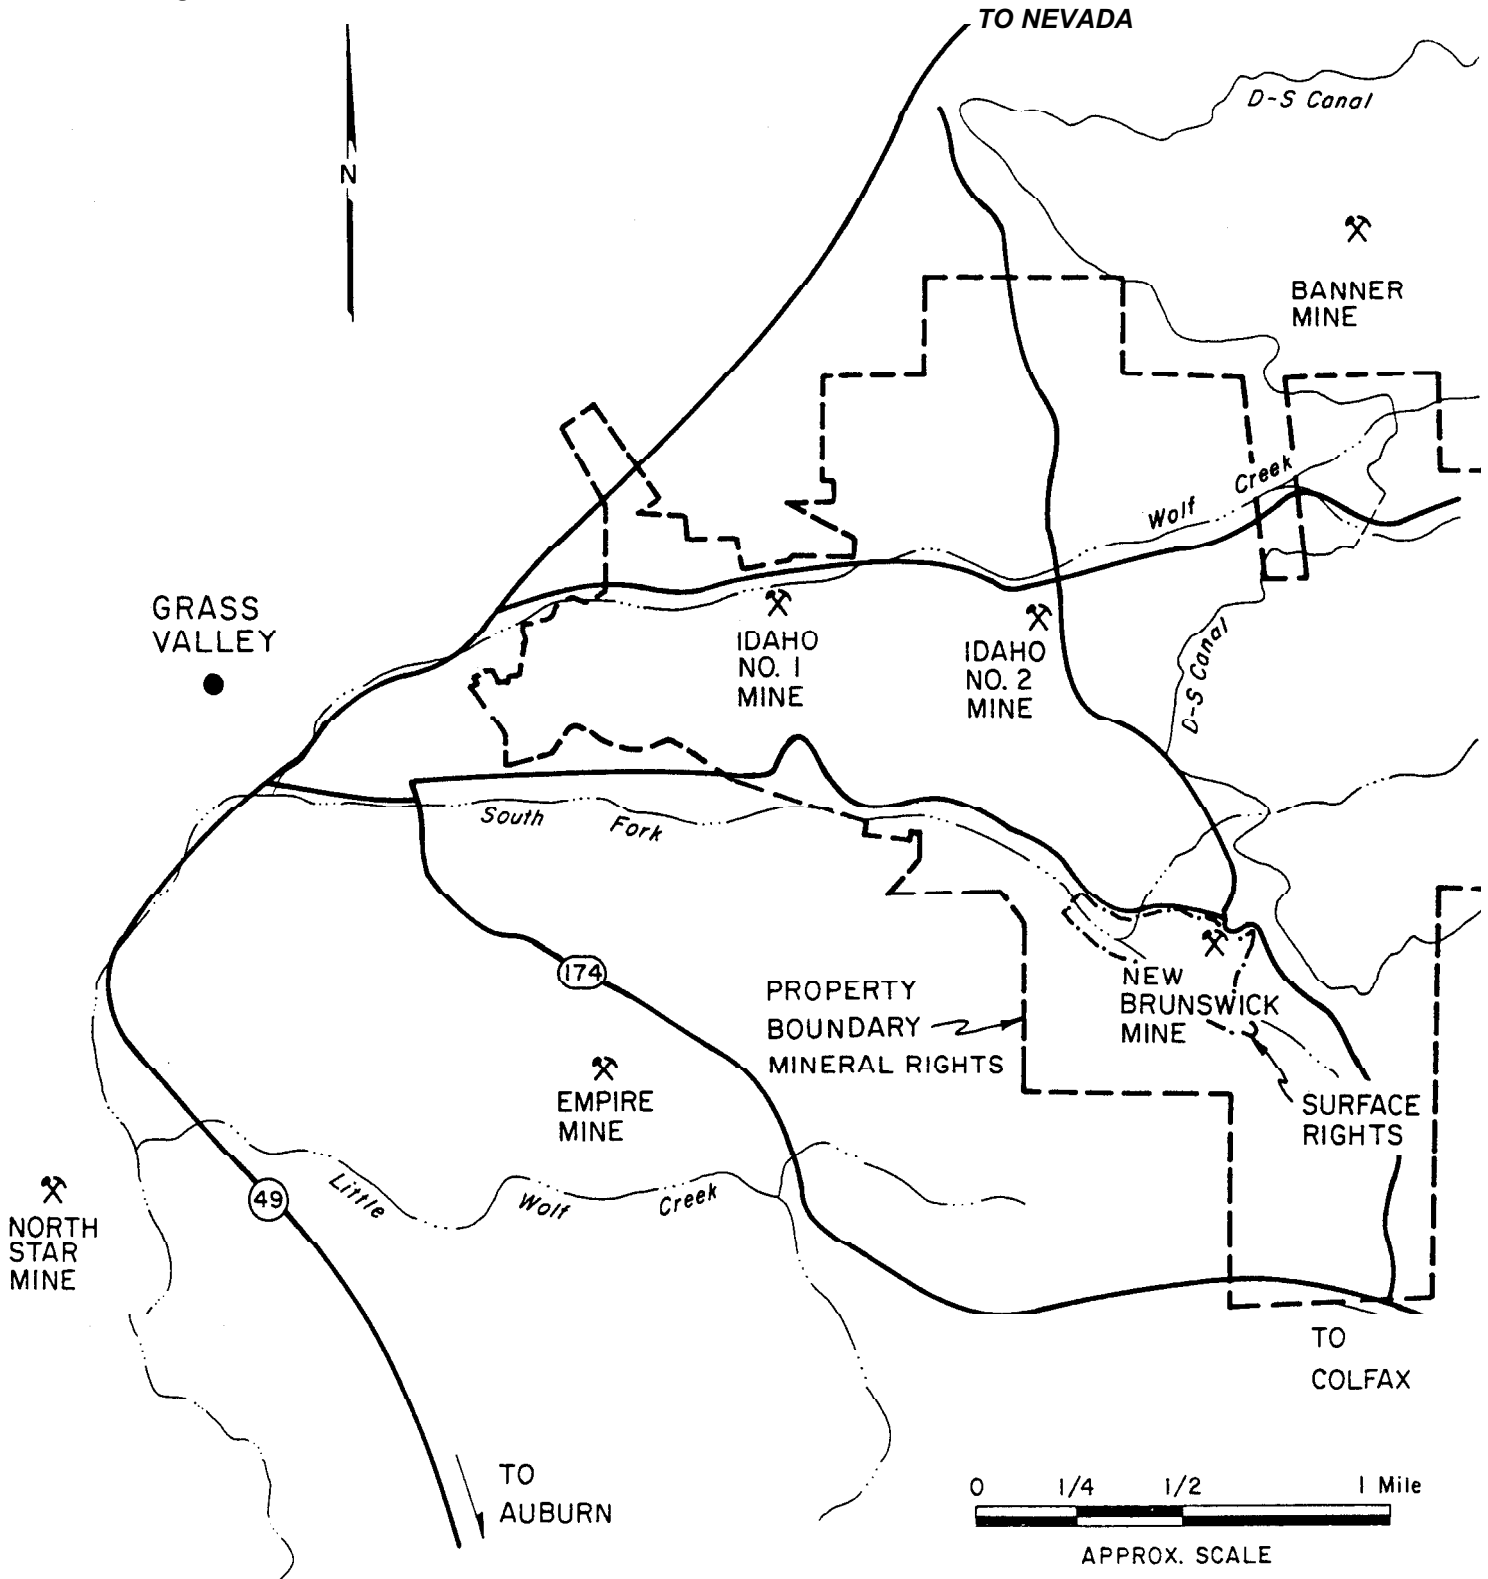 TO NEVADA
D-S Canal
N
BANNER
MINE
Wolf Creek
GRASS
VALLEY
IDAHO
NO. 1
MINE
IDAHO
NO. 2
MINE
D-S Canal
South Fork
174
PROPERTY
BOUNDARY
MINERAL RIGHTS
NEW
BRUNSWICK
MINE
EMPIRE
MINE
SURFACE
RIGHTS
49
Little Wolf Creek
NORTH
STAR
MINE
TO
COLFAX
TO
AUBURN
0 1/4 1/2 1 Mile
APPROX. SCALE